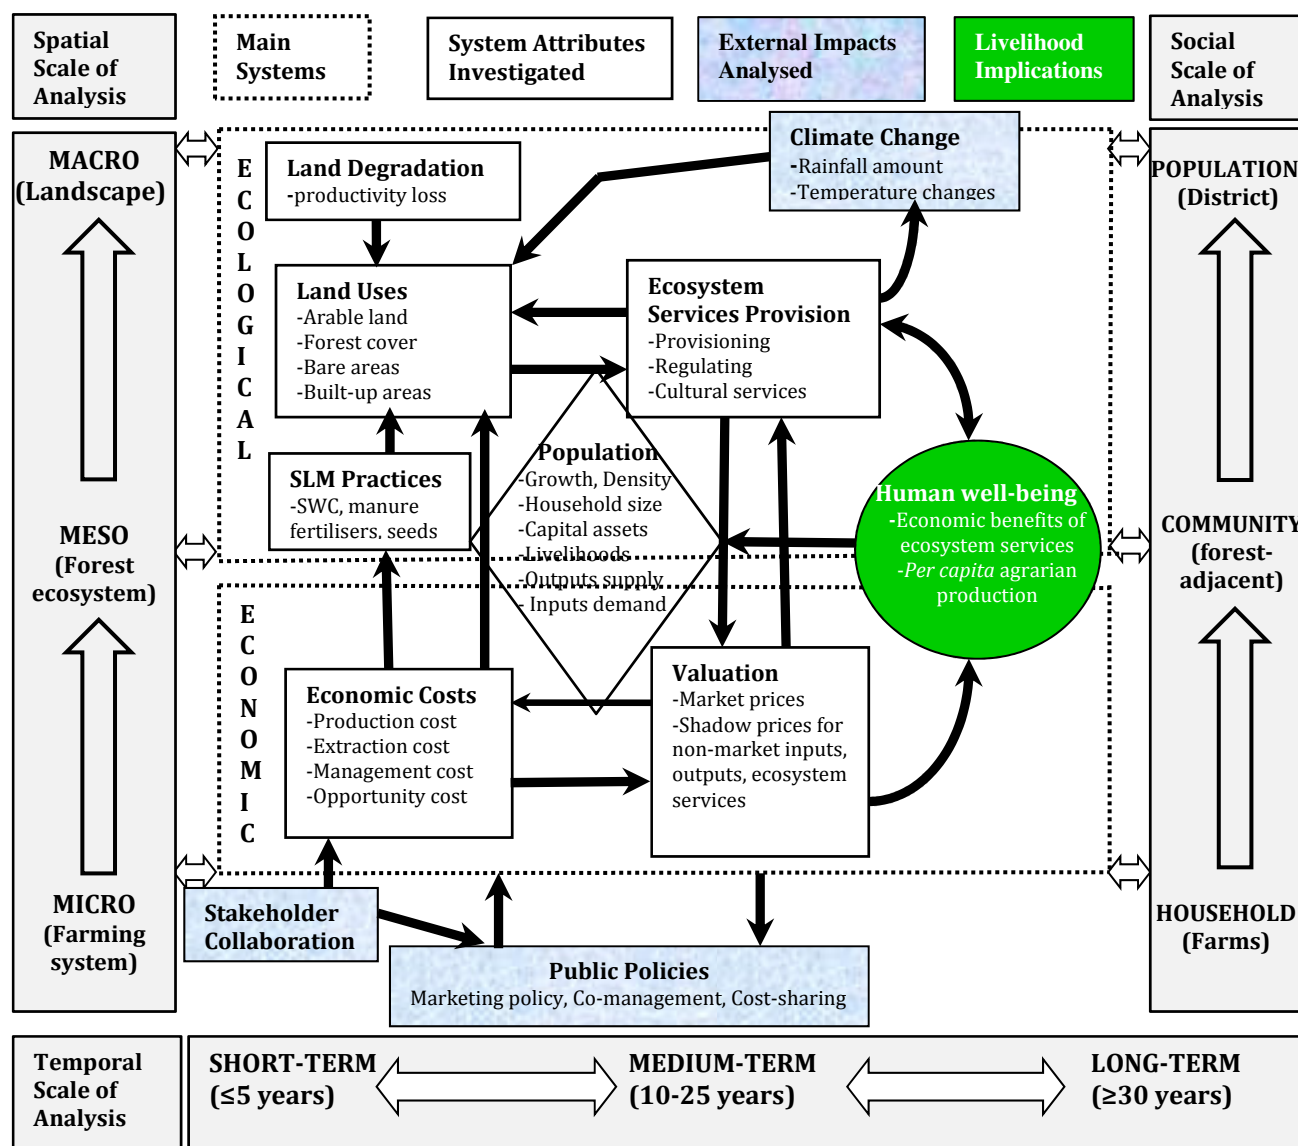 Spatial
Scale of
Analysis
Main
Systems
System Attributes
Investigated
External Impacts
Analysed
Livelihood
Implications
Social
Scale of
Analysis
MACRO
(Landscape)
MESO
(Forest
ecosystem)
MICRO
(Farming
system)
ECOLOGICAL
Land Degradation
-productivity loss
Climate Change
-Rainfall amount
-Temperature changes
Land Uses
-Arable land
-Forest cover
-Bare areas
-Built-up areas
Ecosystem
Services Provision
-Provisioning
-Regulating
-Cultural services
SLM Practices
-SWC, manure
fertilisers, seeds
Population
-Growth, Density
-Household size
-Capital assets
-Livelihoods
-Outputs supply
- Inputs demand
Human well-being
-Economic benefits of
ecosystem services
-Per capita agrarian
production
ECONOMIC
Economic Costs
-Production cost
-Extraction cost
-Management cost
-Opportunity cost
Valuation
-Market prices
-Shadow prices for
non-market inputs,
outputs, ecosystem
services
Stakeholder
Collaboration
Public Policies
Marketing policy, Co-management, Cost-sharing
POPULATION
(District)
COMMUNITY
(forest-
adjacent)
HOUSEHOLD
(Farms)
Temporal
Scale of
Analysis
SHORT-TERM
(≤5 years)
MEDIUM-TERM
(10-25 years)
LONG-TERM
(≥30 years)